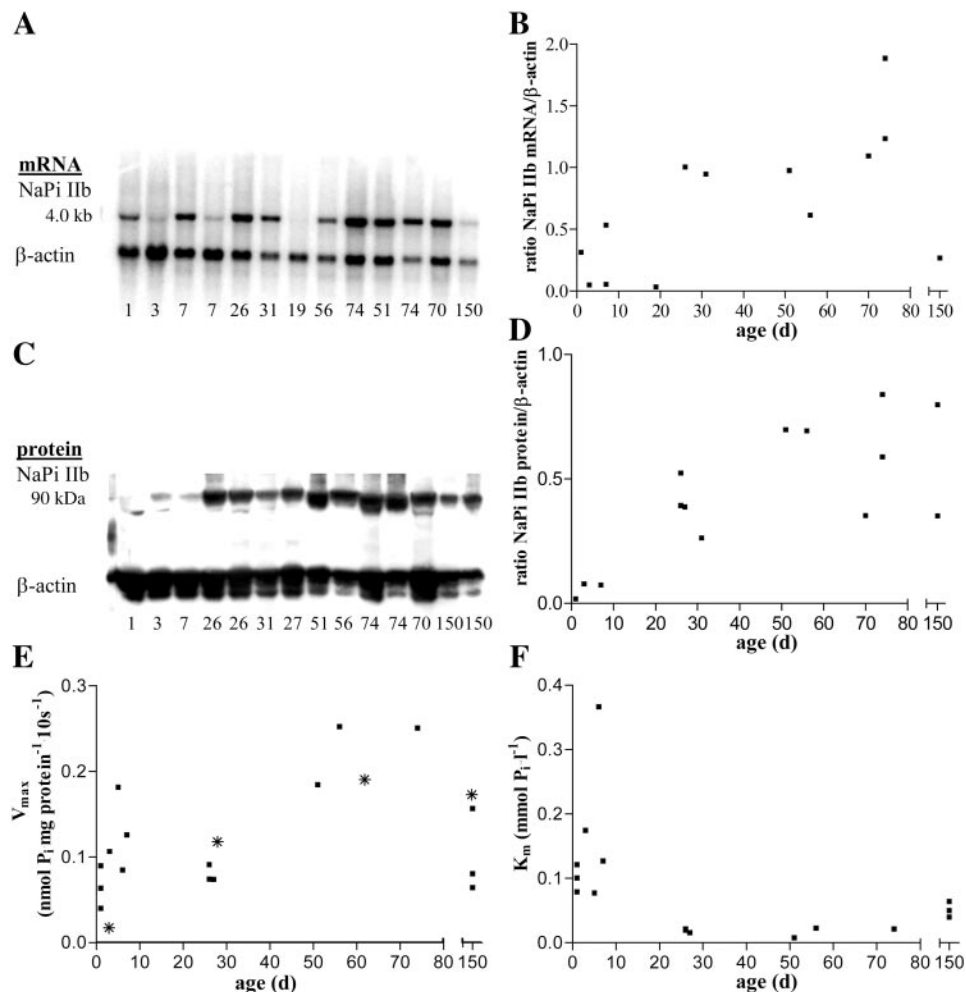 A
mRNA
NaPi IIb
4.0 kb
β-actin
1 3 7 7 26 31 19 56 74 51 74 70 150
B
ratio NaPi IIb mRNA/β-actin
2.0
1.5
1.0
0.5
0.0
0 10 20 30 40 50 60 70 80 150
age (d)
C
protein
NaPi IIb
90 kDa
β-actin
1 3 7 26 26 31 27 51 56 74 74 70 150 150
D
ratio NaPi IIb protein/β-actin
1.0
0.5
0.0
0 10 20 30 40 50 60 70 80 150
age (d)
E
Vmax
(nmol Pi mg protein-1 10s-1)
0.3
0.2
0.1
0.0
0 10 20 30 40 50 60 70 80 150
age (d)
F
Km (mmol Pi·l-1)
0.4
0.3
0.2
0.1
0.0
0 10 20 30 40 50 60 70 80 150
age (d)